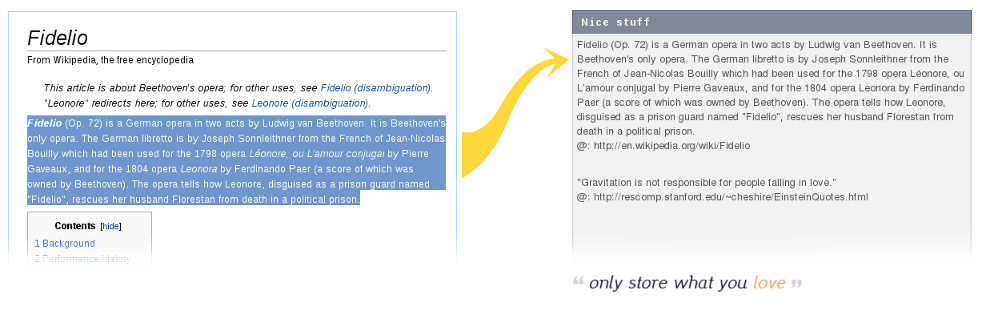 Fidelio
From Wikipedia, the free encyclopedia
This article is about Beethoven's opera; for other uses, see Fidelio (disambiguation).
"Leonore" redirects here; for other uses, see Leonore (disambiguation).
Fidelio (Op. 72) is a German opera in two acts by Ludwig van Beethoven. It is Beethoven's
only opera. The German libretto is by Joseph Sonnleithner from the French of Jean-Nicolas
Bouilly which had been used for the 1798 opera Léonore, ou L'amour conjugal by Pierre
Gaveaux, and for the 1804 opera Leonora by Ferdinando Paer (a score of which was
owned by Beethoven). The opera tells how Leonore, disguised as a prison guard named
"Fidelio", rescues her husband Florestan from death in a political prison.
Contents [hide]
1 Background
2 Performance history
Nice stuff
Fidelio (Op. 72) is a German opera in two acts by Ludwig van Beethoven. It is
Beethoven's only opera. The German libretto is by Joseph Sonnleithner from the
French of Jean-Nicolas Bouilly which had been used for the 1798 opera Léonore, ou
L'amour conjugal by Pierre Gaveaux, and for the 1804 opera Leonora by Ferdinando
Paer (a score of which was owned by Beethoven). The opera tells how Leonore,
disguised as a prison guard named "Fidelio", rescues her husband Florestan from
death in a political prison.
@: http://en.wikipedia.org/wiki/Fidelio
"Gravitation is not responsible for people falling in love."
@: http://rescomp.stanford.edu/~cheshire/EinsteinQuotes.html
“ only store what you love ”